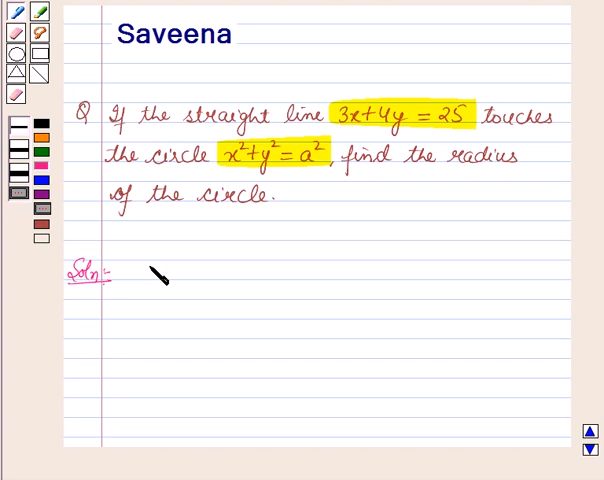 Saveena
Q If the straight line 3x+4y = 25 touches
the circle x²+y² = a², find the radius
of the circle.
Soln:-